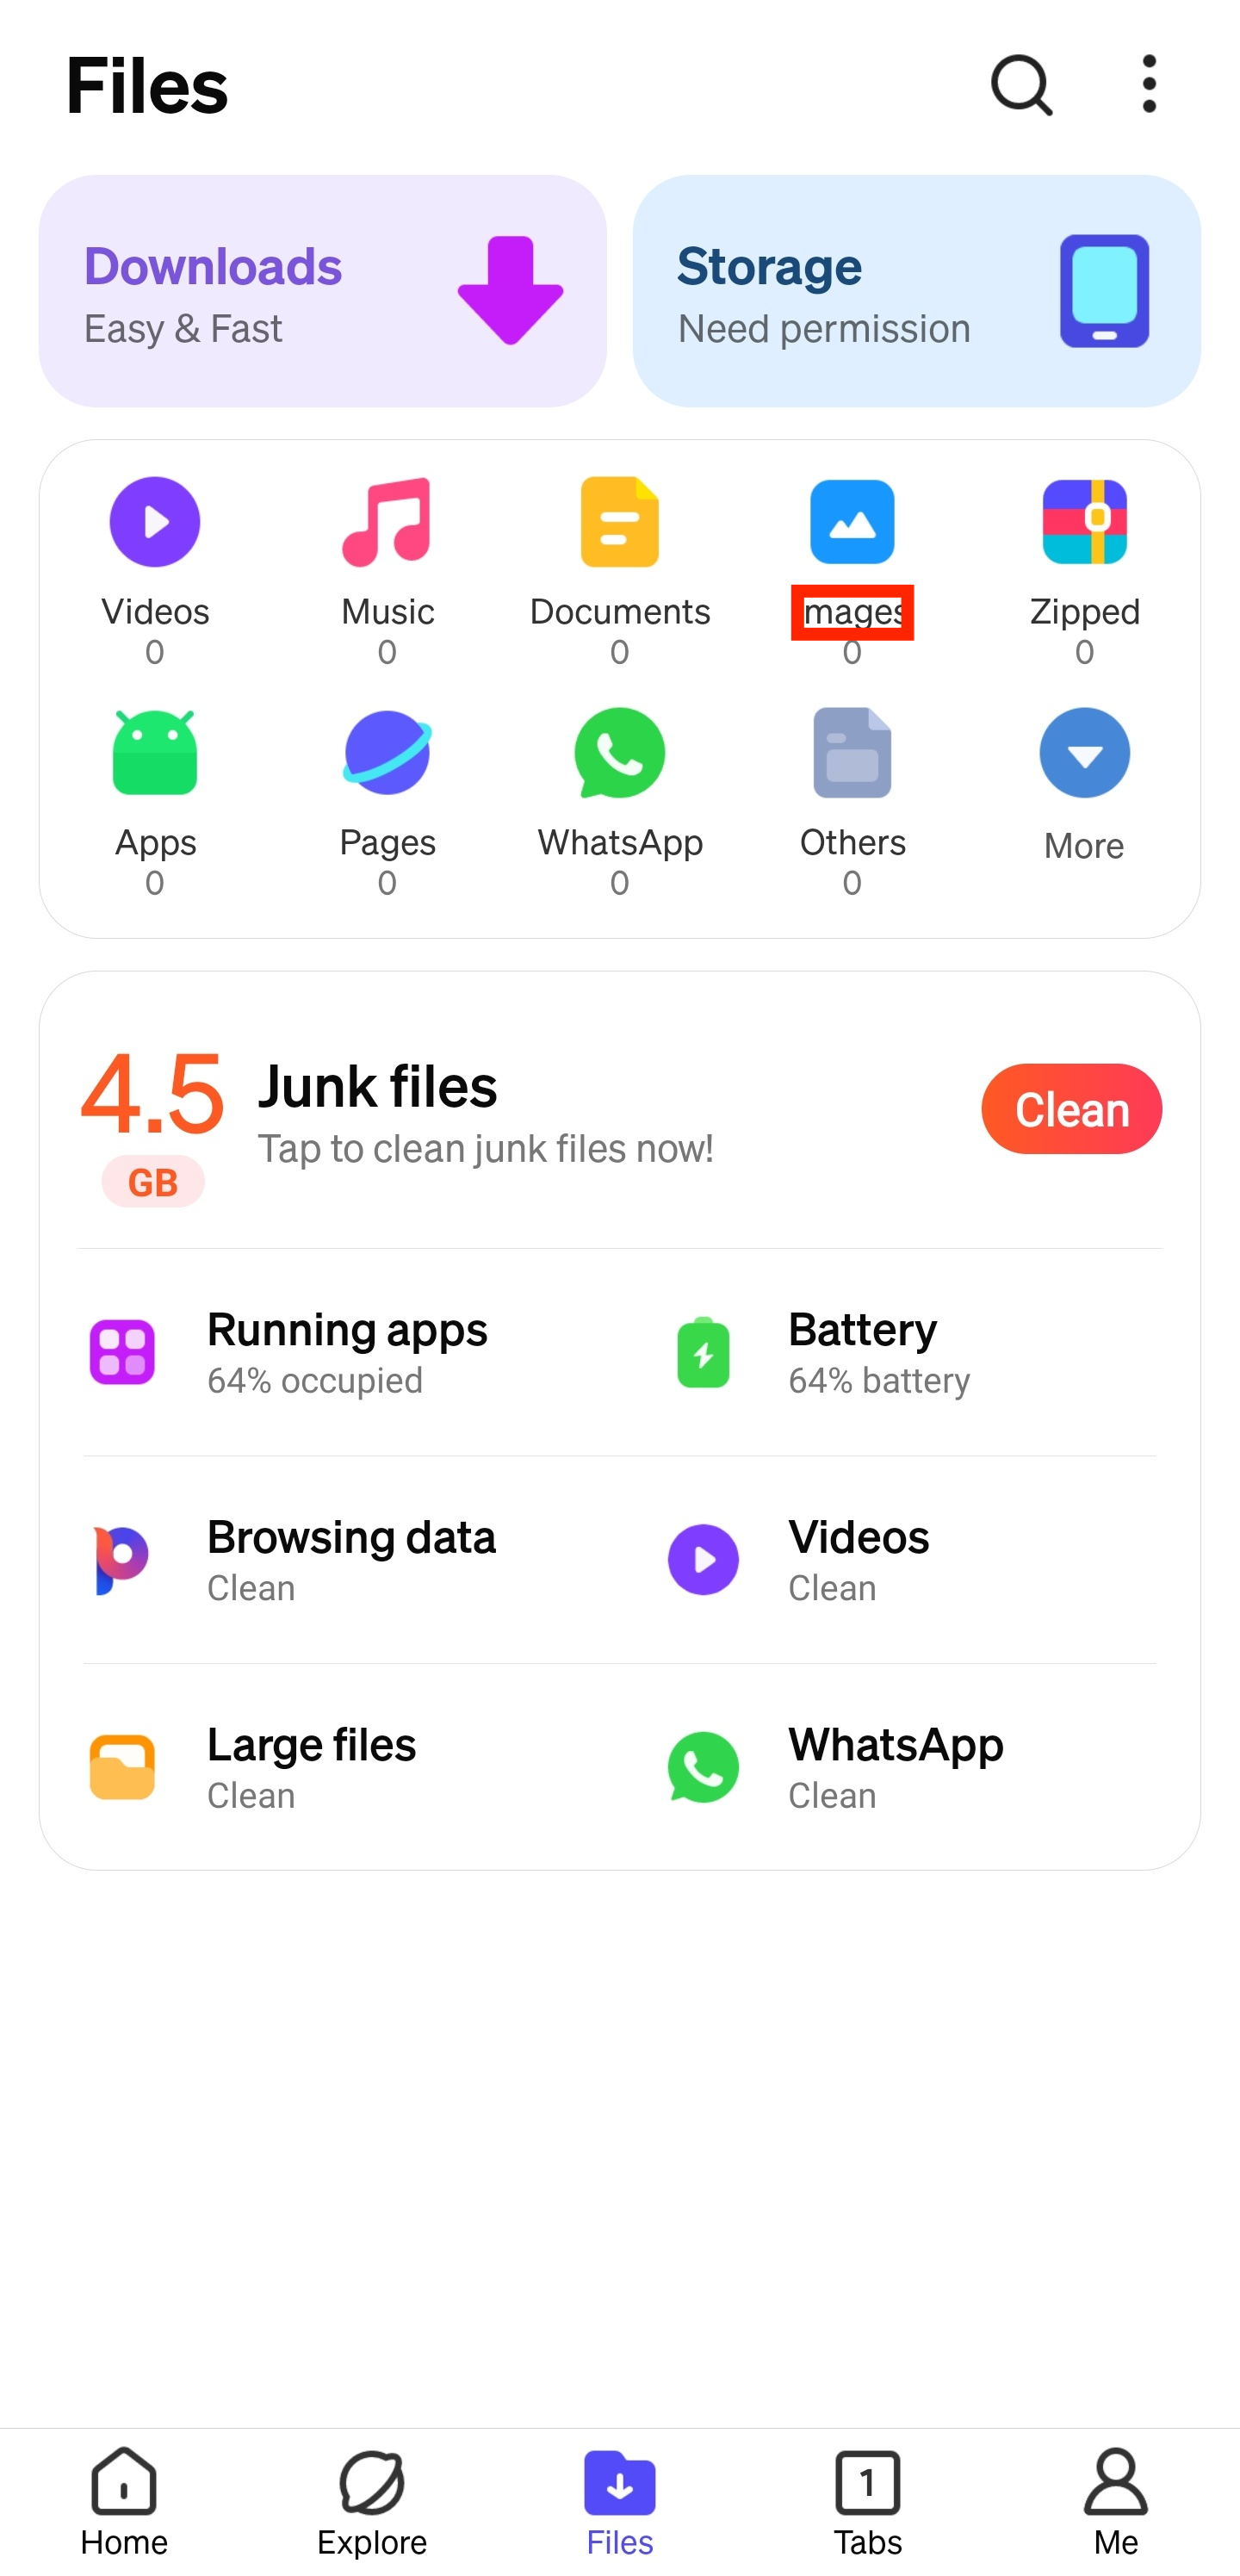 Files
Downloads
Easy & Fast
Storage
Need permission
Videos
0
Music
0
Documents
0
Images
0
Zipped
0
Apps
0
Pages
0
WhatsApp
0
Others
0
More
4.5
GB
Junk files
Tap to clean junk files now!
Clean
Running apps
64% occupied
Battery
64% battery
Browsing data
Clean
Videos
Clean
Large files
Clean
WhatsApp
Clean
Home
Explore
Files
1
Tabs
Me